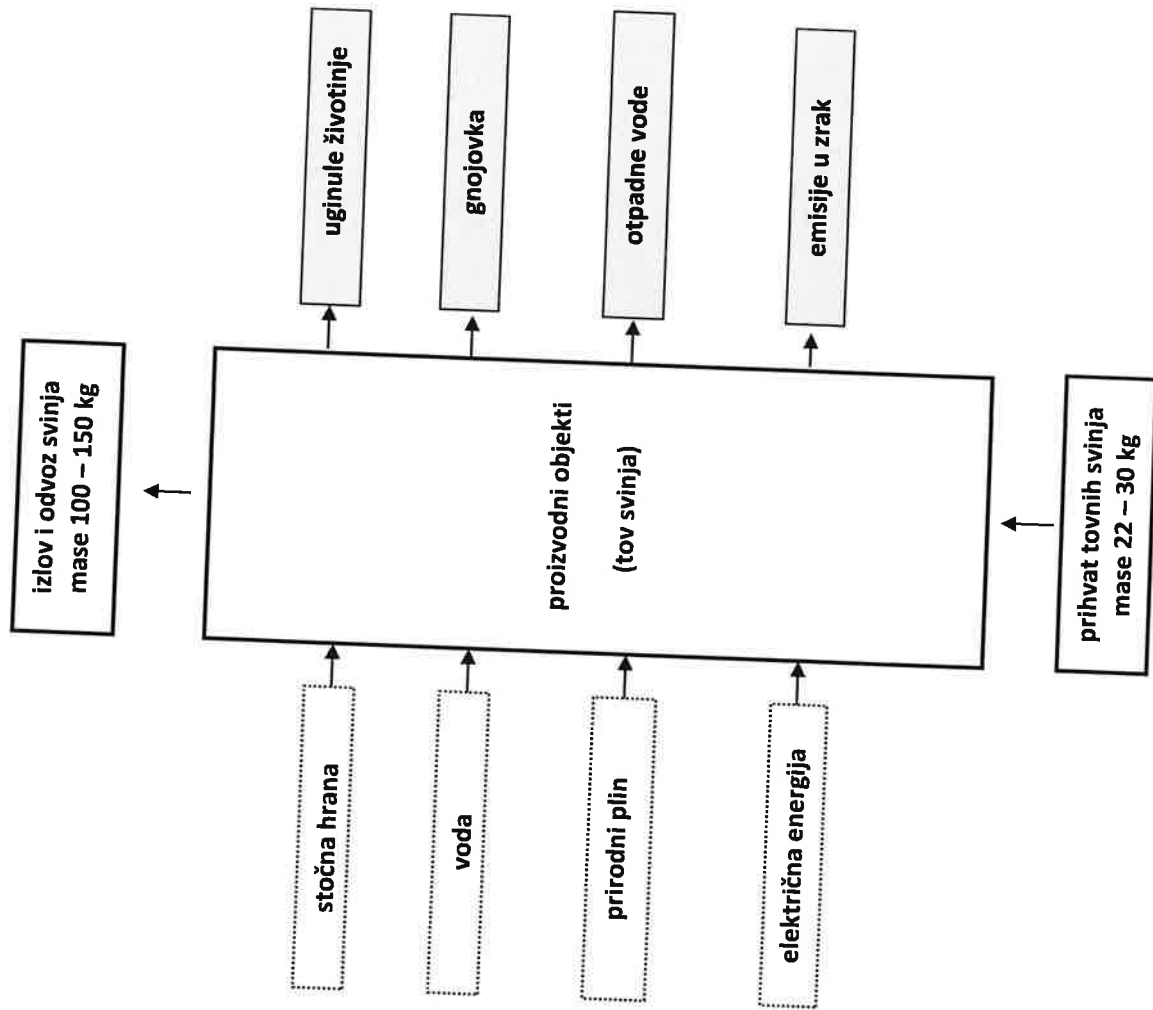 izlov i odvoz svinja
mase 100 – 150 kg
stočna hrana
voda
prirodni plin
električna energija
proizvodni objekti
(tov svinja)
uginule životinje
gnojovka
otpadne vode
emisije u zrak
prihvat tovnih svinja
mase 22 – 30 kg